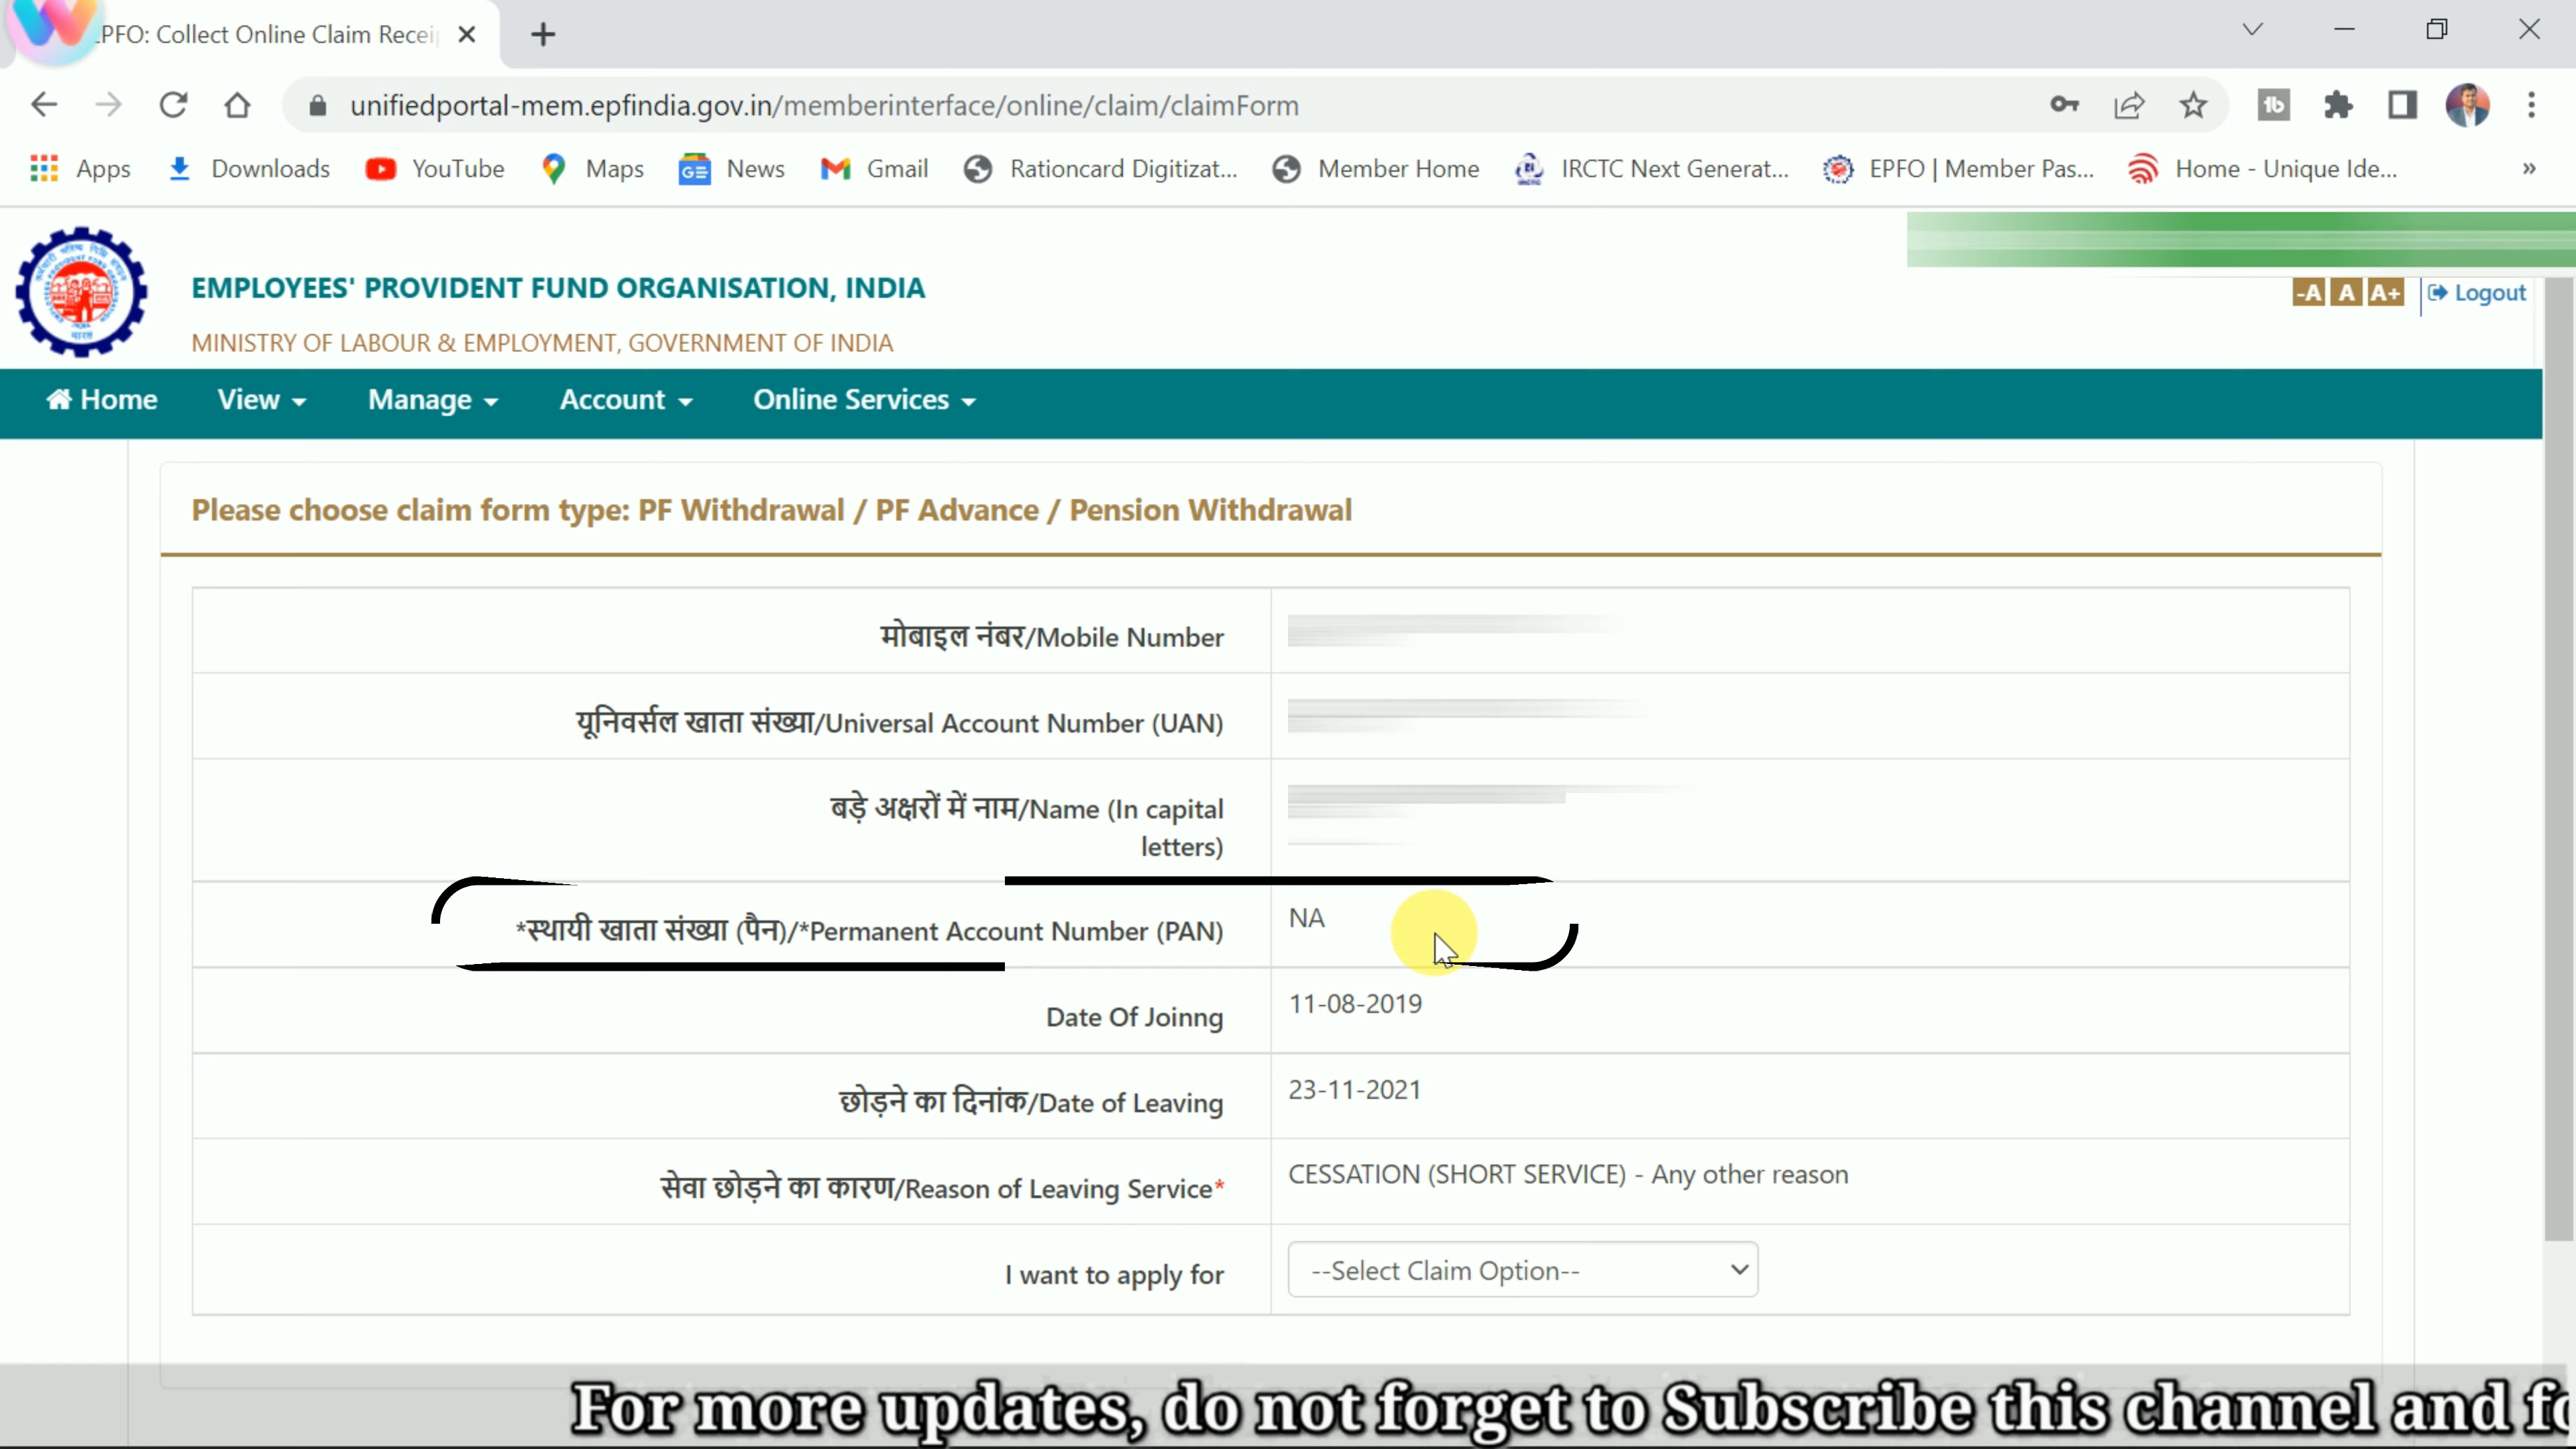 PFO: Collect Online Claim Recei
unifiedportal-mem.epfindia.gov.in/memberinterface/online/claim/claimForm
Apps Downloads YouTube Maps News Gmail Rationcard Digitizat... Member Home IRCTC Next Generat... EPFO | Member Pas... Home - Unique Ide... »
EMPLOYEES' PROVIDENT FUND ORGANISATION, INDIA
-A A A+ Logout
MINISTRY OF LABOUR & EMPLOYMENT, GOVERNMENT OF INDIA
Home View Manage Account Online Services
Please choose claim form type: PF Withdrawal / PF Advance / Pension Withdrawal
मोबाइल नंबर/Mobile Number
यूनिवर्सल खाता संख्या/Universal Account Number (UAN)
बड़े अक्षरों में नाम/Name (In capital
letters)
*स्थायी खाता संख्या (पैन)/*Permanent Account Number (PAN) NA
Date Of Joinng 11-08-2019
छोड़ने का दिनांक/Date of Leaving 23-11-2021
सेवा छोड़ने का कारण/Reason of Leaving Service* CESSATION (SHORT SERVICE) - Any other reason
I want to apply for --Select Claim Option--
For more updates, do not forget to Subscribe this channel and fo